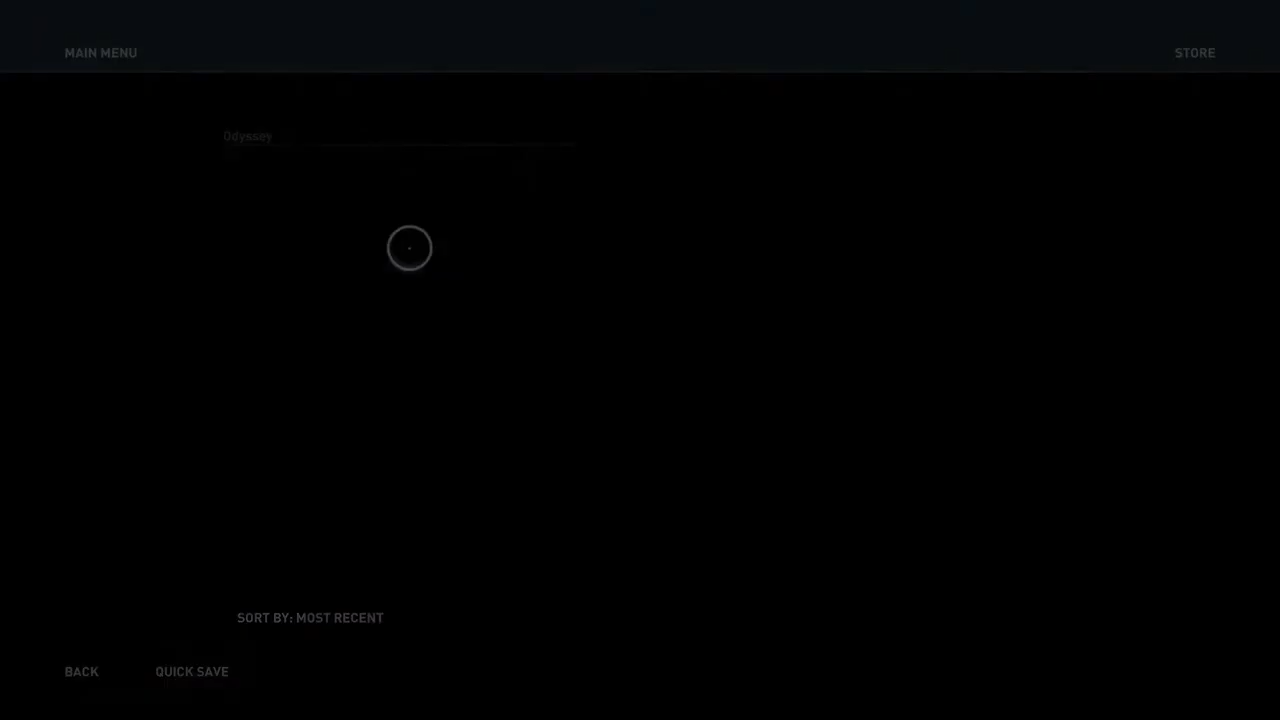 MAIN MENU
STORE
Odyssey
SORT BY: MOST RECENT
BACK
QUICK SAVE